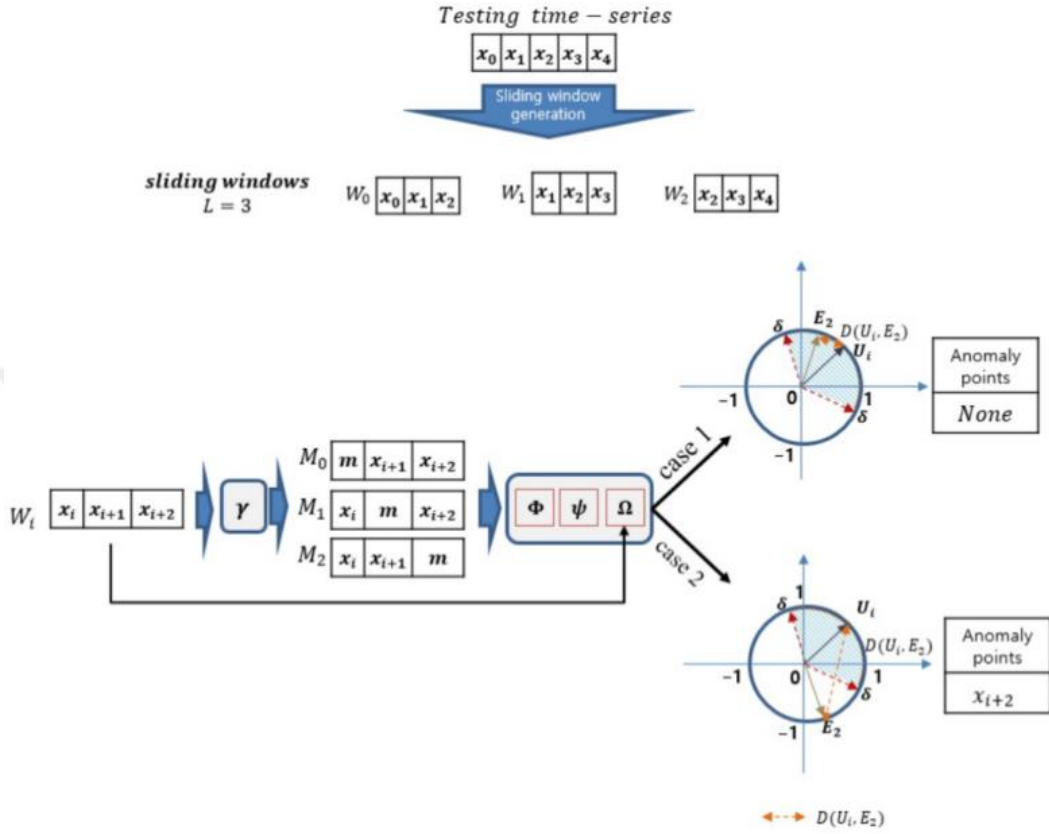 Testing time − series
x₀ x₁ x₂ x₃ x₄
Sliding window
generation
sliding windows
L = 3
W₀ x₀ x₁ x₂
W₁ x₁ x₂ x₃
W₂ x₂ x₃ x₄
Wᵢ xᵢ xᵢ₊₁ xᵢ₊₂
γ
M₀ m xᵢ₊₁ xᵢ₊₂
M₁ xᵢ m xᵢ₊₂
M₂ xᵢ xᵢ₊₁ m
Φ ψ Ω
case 1
δ E₂ D(Uᵢ, E₂)
Uᵢ
−1 0 1
δ
−1
Anomaly
points
None
case 2
1
δ Uᵢ
D(Uᵢ, E₂)
−1 0 1
δ
−1 E₂
Anomaly
points
xᵢ₊₂
D(Uᵢ, E₂)